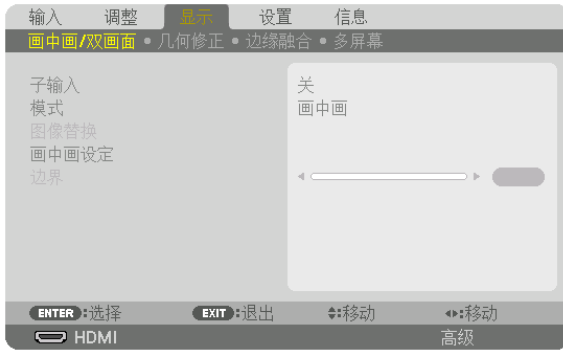 输入 调整 显示 设置 信息
画中画/双画面 • 几何修正 • 边缘融合 • 多屏幕
子输入 关
模式 画中画
图像替换
画中画设定
边界
ENTER:选择 EXIT:退出 :移动 :移动
HDMI 高级